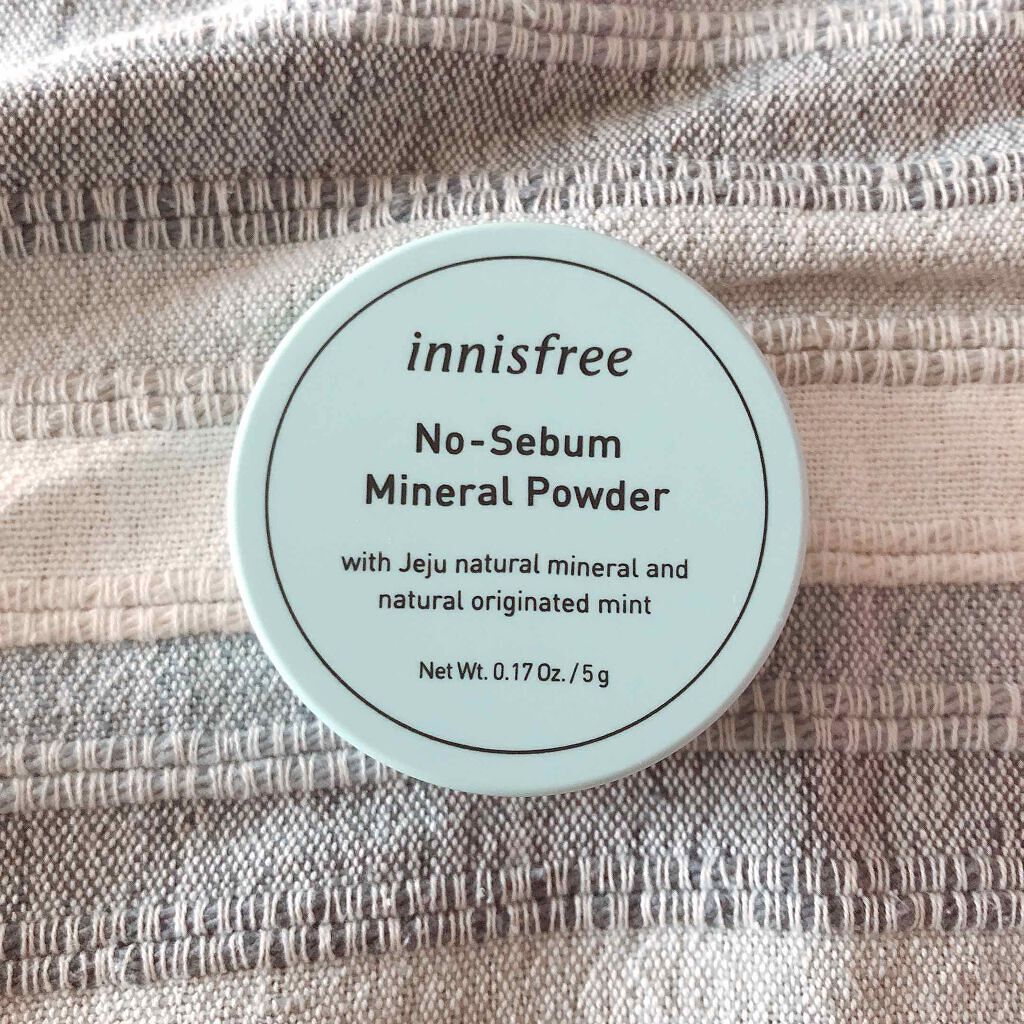 innisfree
No-Sebum
Mineral Powder
with Jeju natural mineral and
natural originated mint
Net Wt. 0.17 Oz. / 5 g